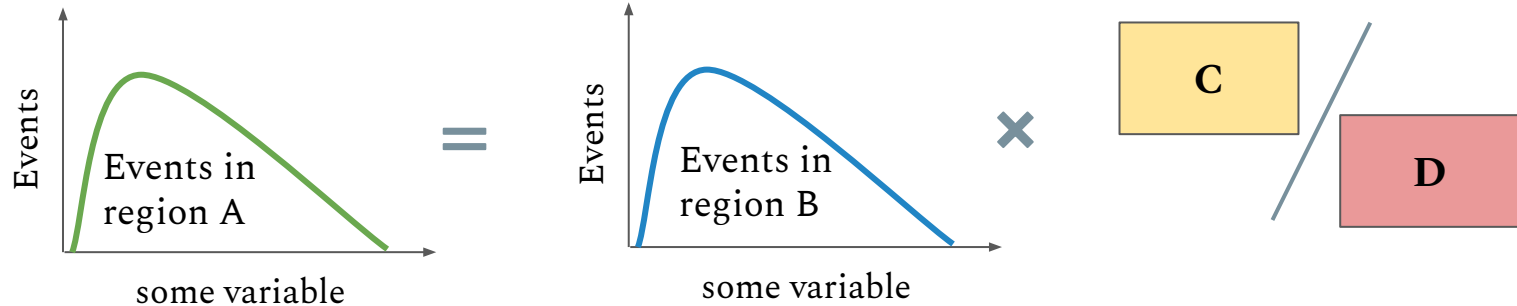 Events
Events in
region A
some variable
=
Events
Events in
region B
some variable
×
C
/
D